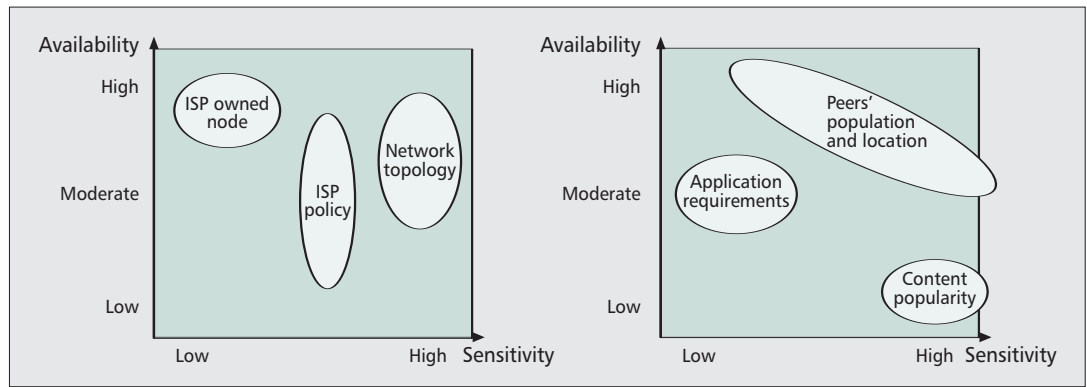 Availability
High
Moderate
Low
ISP owned
node
ISP
policy
Network
topology
Low
High
Sensitivity
Availability
High
Moderate
Low
Peers'
population
and location
Application
requirements
Content
popularity
Low
High
Sensitivity